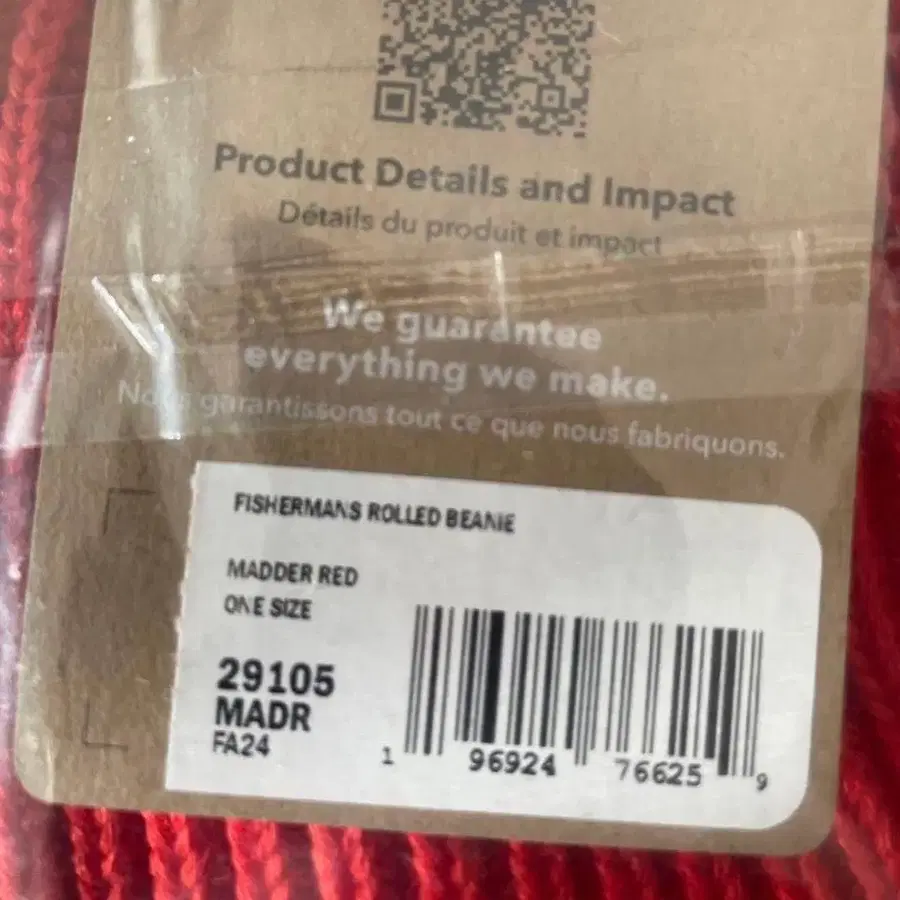 Product Details and Impact
Détails du produit et impact
We guarantee
everything we make.
Nous garantissons tout ce que nous fabriquons.
FISHERMANS ROLLED BEANIE
MADDER RED
ONE SIZE
29105
MADR
FA24
1 96924 76625 9